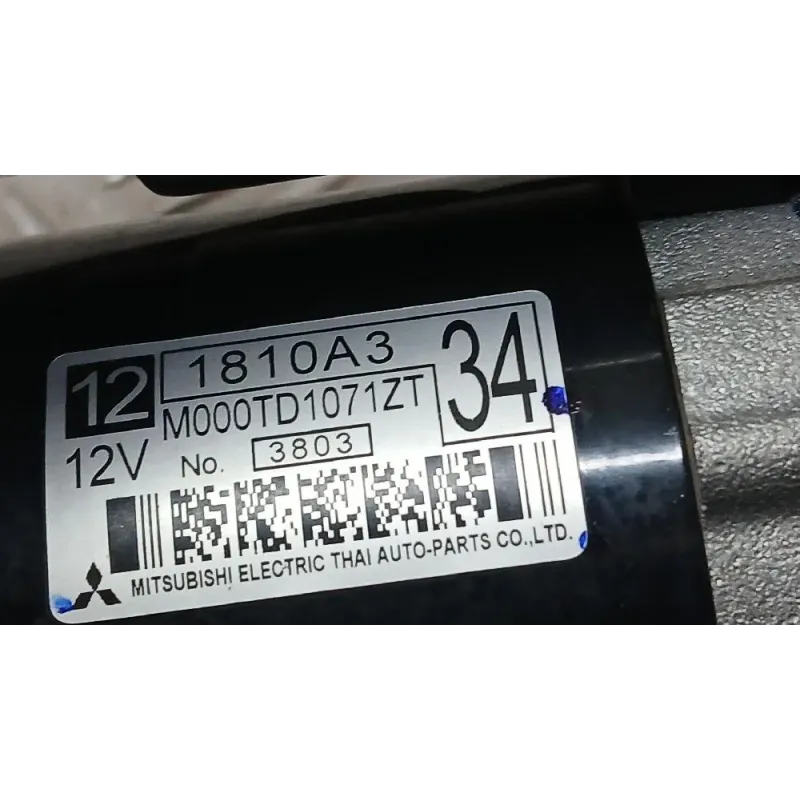 12 1810A3 34
M000TD1071ZT
12V No. 3803
MITSUBISHI ELECTRIC THAI AUTO-PARTS CO.,LTD.